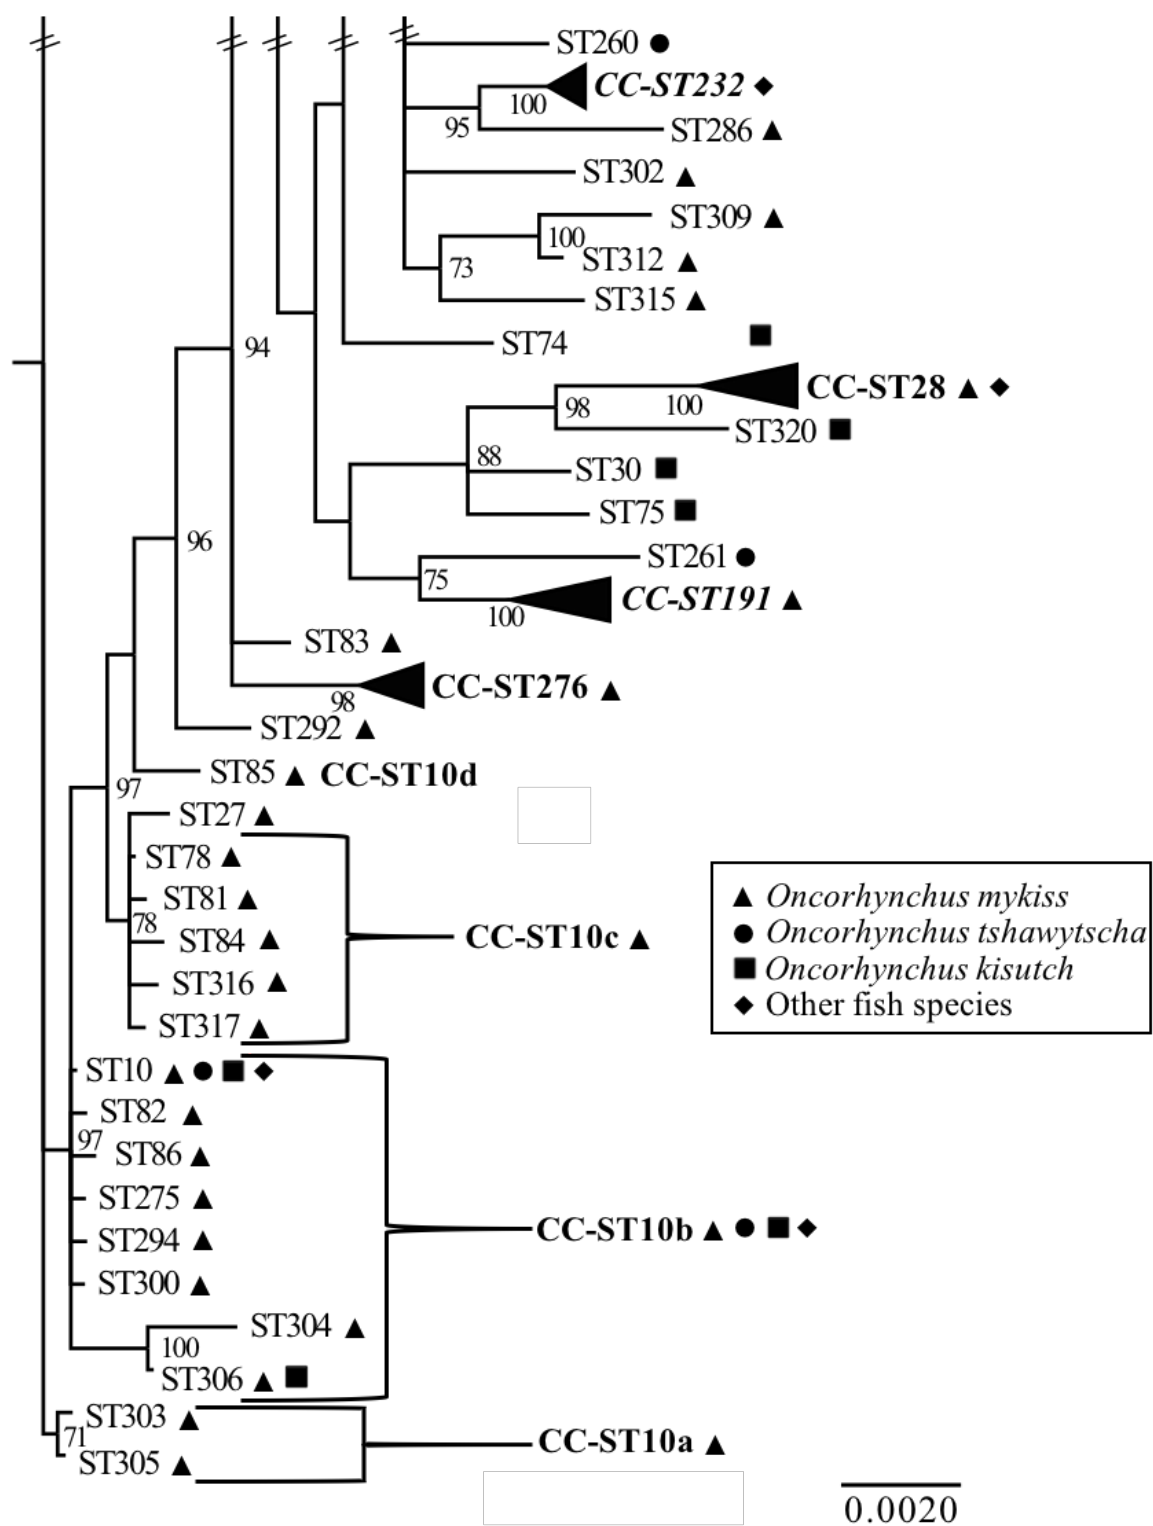 ST260
CC-ST232
100
95
ST286
ST302
ST309
100
ST312
73
ST315
ST74
94
CC-ST28
98
100
ST320
88
ST30
ST75
96
ST261
75
CC-ST191
100
ST83
CC-ST276
98
ST292
ST85 CC-ST10d
97
ST27
ST78
ST81
78
ST84
CC-ST10c
ST316
ST317
Oncorhynchus mykiss
Oncorhynchus tshawytscha
Oncorhynchus kisutch
Other fish species
ST10
ST82
97
ST86
ST275
CC-ST10b
ST294
ST300
ST304
100
ST306
ST303
71
CC-ST10a
ST305
0.0020